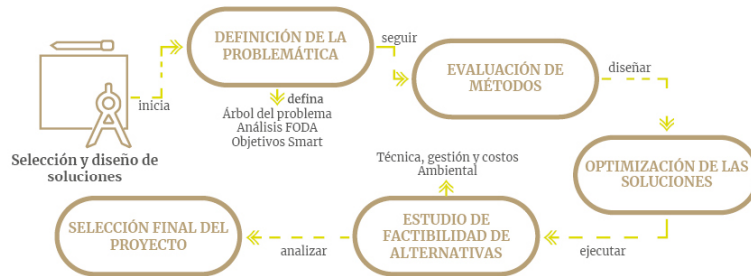 Selección y diseño de
soluciones
inicia
DEFINICIÓN DE LA
PROBLEMÁTICA
defina
Árbol del problema
Análisis FODA
Objetivos Smart
seguir
EVALUACIÓN DE
MÉTODOS
diseñar
OPTIMIZACIÓN DE LAS
SOLUCIONES
ejecutar
ESTUDIO DE
FACTIBILIDAD DE
ALTERNATIVAS
Técnica, gestión y costos
Ambiental
analizar
SELECCIÓN FINAL DEL
PROYECTO